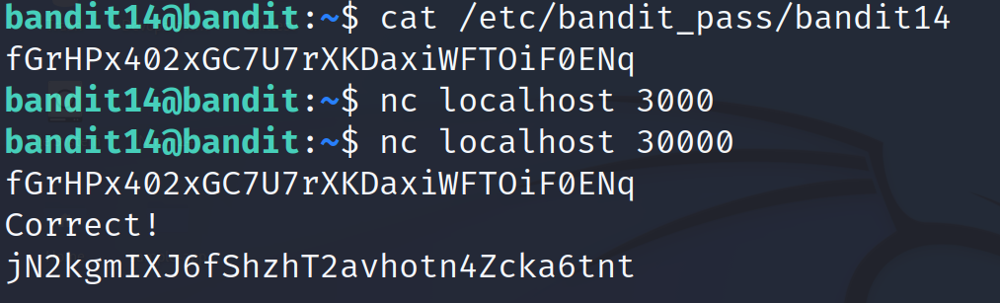 bandit14@bandit:~$ cat /etc/bandit_pass/bandit14
fGrHPx402xGC7U7rXKDaxiWFTOiF0ENq
bandit14@bandit:~$ nc localhost 3000
bandit14@bandit:~$ nc localhost 30000
fGrHPx402xGC7U7rXKDaxiWFTOiF0ENq
Correct!
jN2kgmIXJ6fShzhT2avhotn4Zcka6tnt